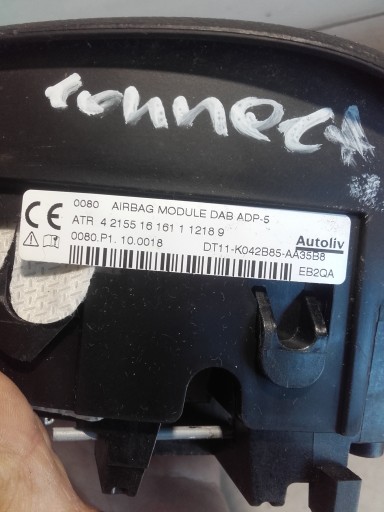 connect
0080 AIRBAG MODULE DAB ADP-5
ATR 4 2155 16 161 1 1218 9
0080.P1. 10.0018 DT11-K042B85-AA35B8
Autoliv
EB2QA
CE